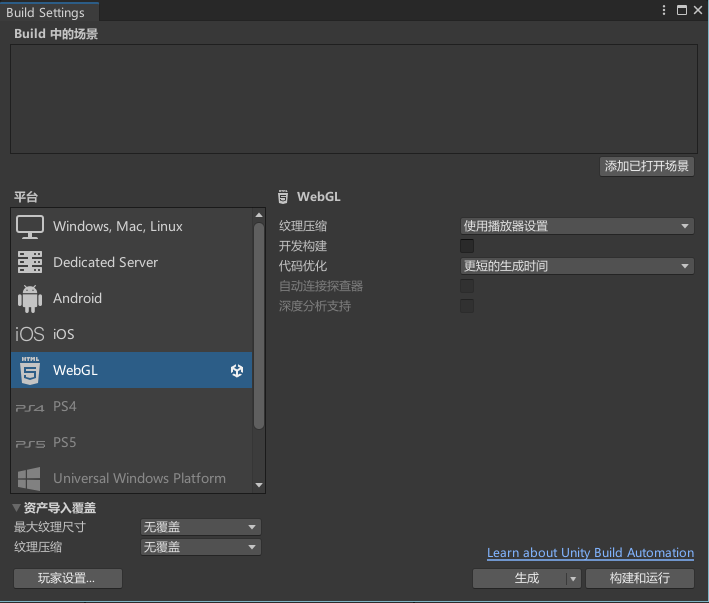 Build Settings
Build 中的场景
添加已打开场景
平台
WebGL
Windows, Mac, Linux
Dedicated Server
Android
iOS iOS
HTML
WebGL
PS4 PS4
PS5 PS5
Universal Windows Platform
纹理压缩 使用播放器设置
开发构建
代码优化 更短的生成时间
自动连接探查器
深度分析支持
资产导入覆盖
最大纹理尺寸 无覆盖
纹理压缩 无覆盖
Learn about Unity Build Automation
玩家设置...
生成
构建和运行